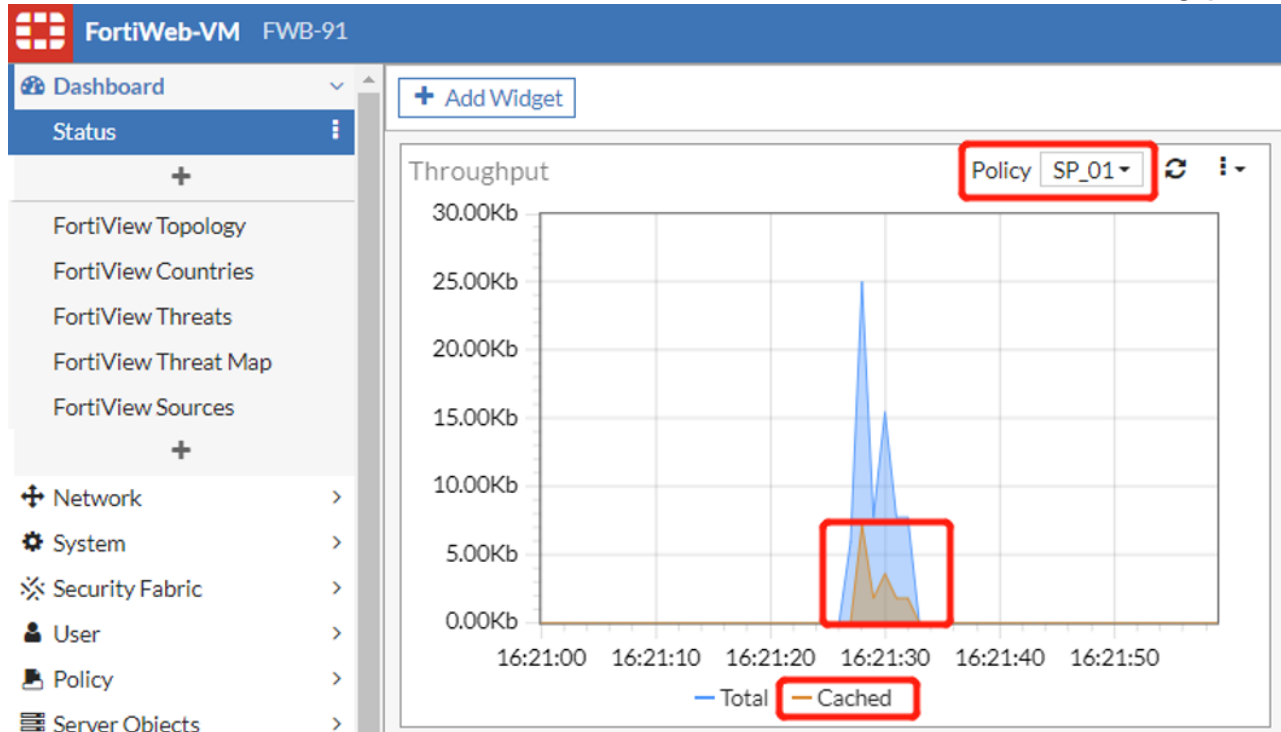 FortiWeb-VM FWB-91
Dashboard
Status
FortiView Topology
FortiView Countries
FortiView Threats
FortiView Threat Map
FortiView Sources
Network
System
Security Fabric
User
Policy
Server Objects
+ Add Widget
Throughput
Policy SP_01
30.00Kb
25.00Kb
20.00Kb
15.00Kb
10.00Kb
5.00Kb
0.00Kb
16:21:00 16:21:10 16:21:20 16:21:30 16:21:40 16:21:50
Total Cached